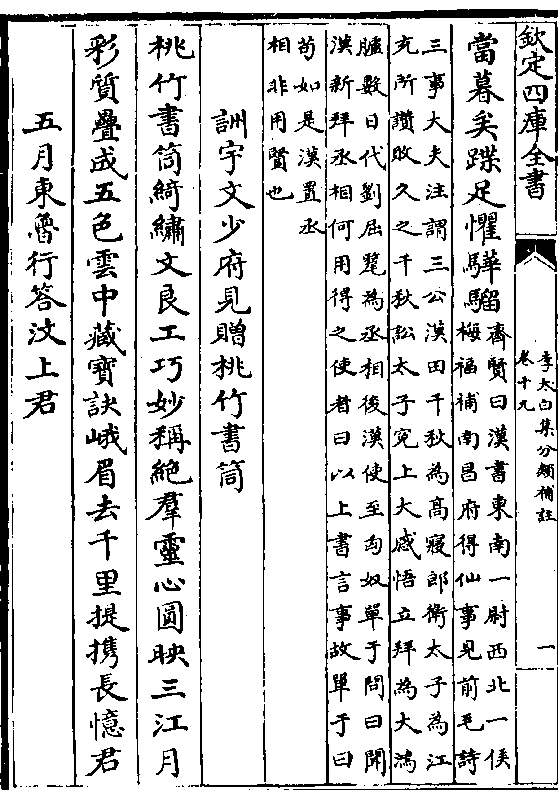 欽定四庫全書
李太白集分類補註
卷十九
一
當暮矣蹀足懼驊騮
齊賢曰漢書東南一尉西北一候
梅福補南昌府得仙事見前毛詩
三事大夫注謂三公漢田千秋為高寢郎衛太子為江
充所讃敗久之千秋訟太子寃上大感悟立拜為大鴻
臚數日代劉屈氂為丞相後漢使至匈奴單于問曰聞
漢新拜丞相何用得之使者曰以上書言事故單于曰
苟如是漢置丞
相非用賢也
詶宇文少府見贈桃竹書筒
桃竹書筒綺繡文良工巧妙稱絶羣靈心圓映三江月
彩質疊成五色雲中藏寶訣峨眉去千里提携長憶君
五月東魯行答汶上君